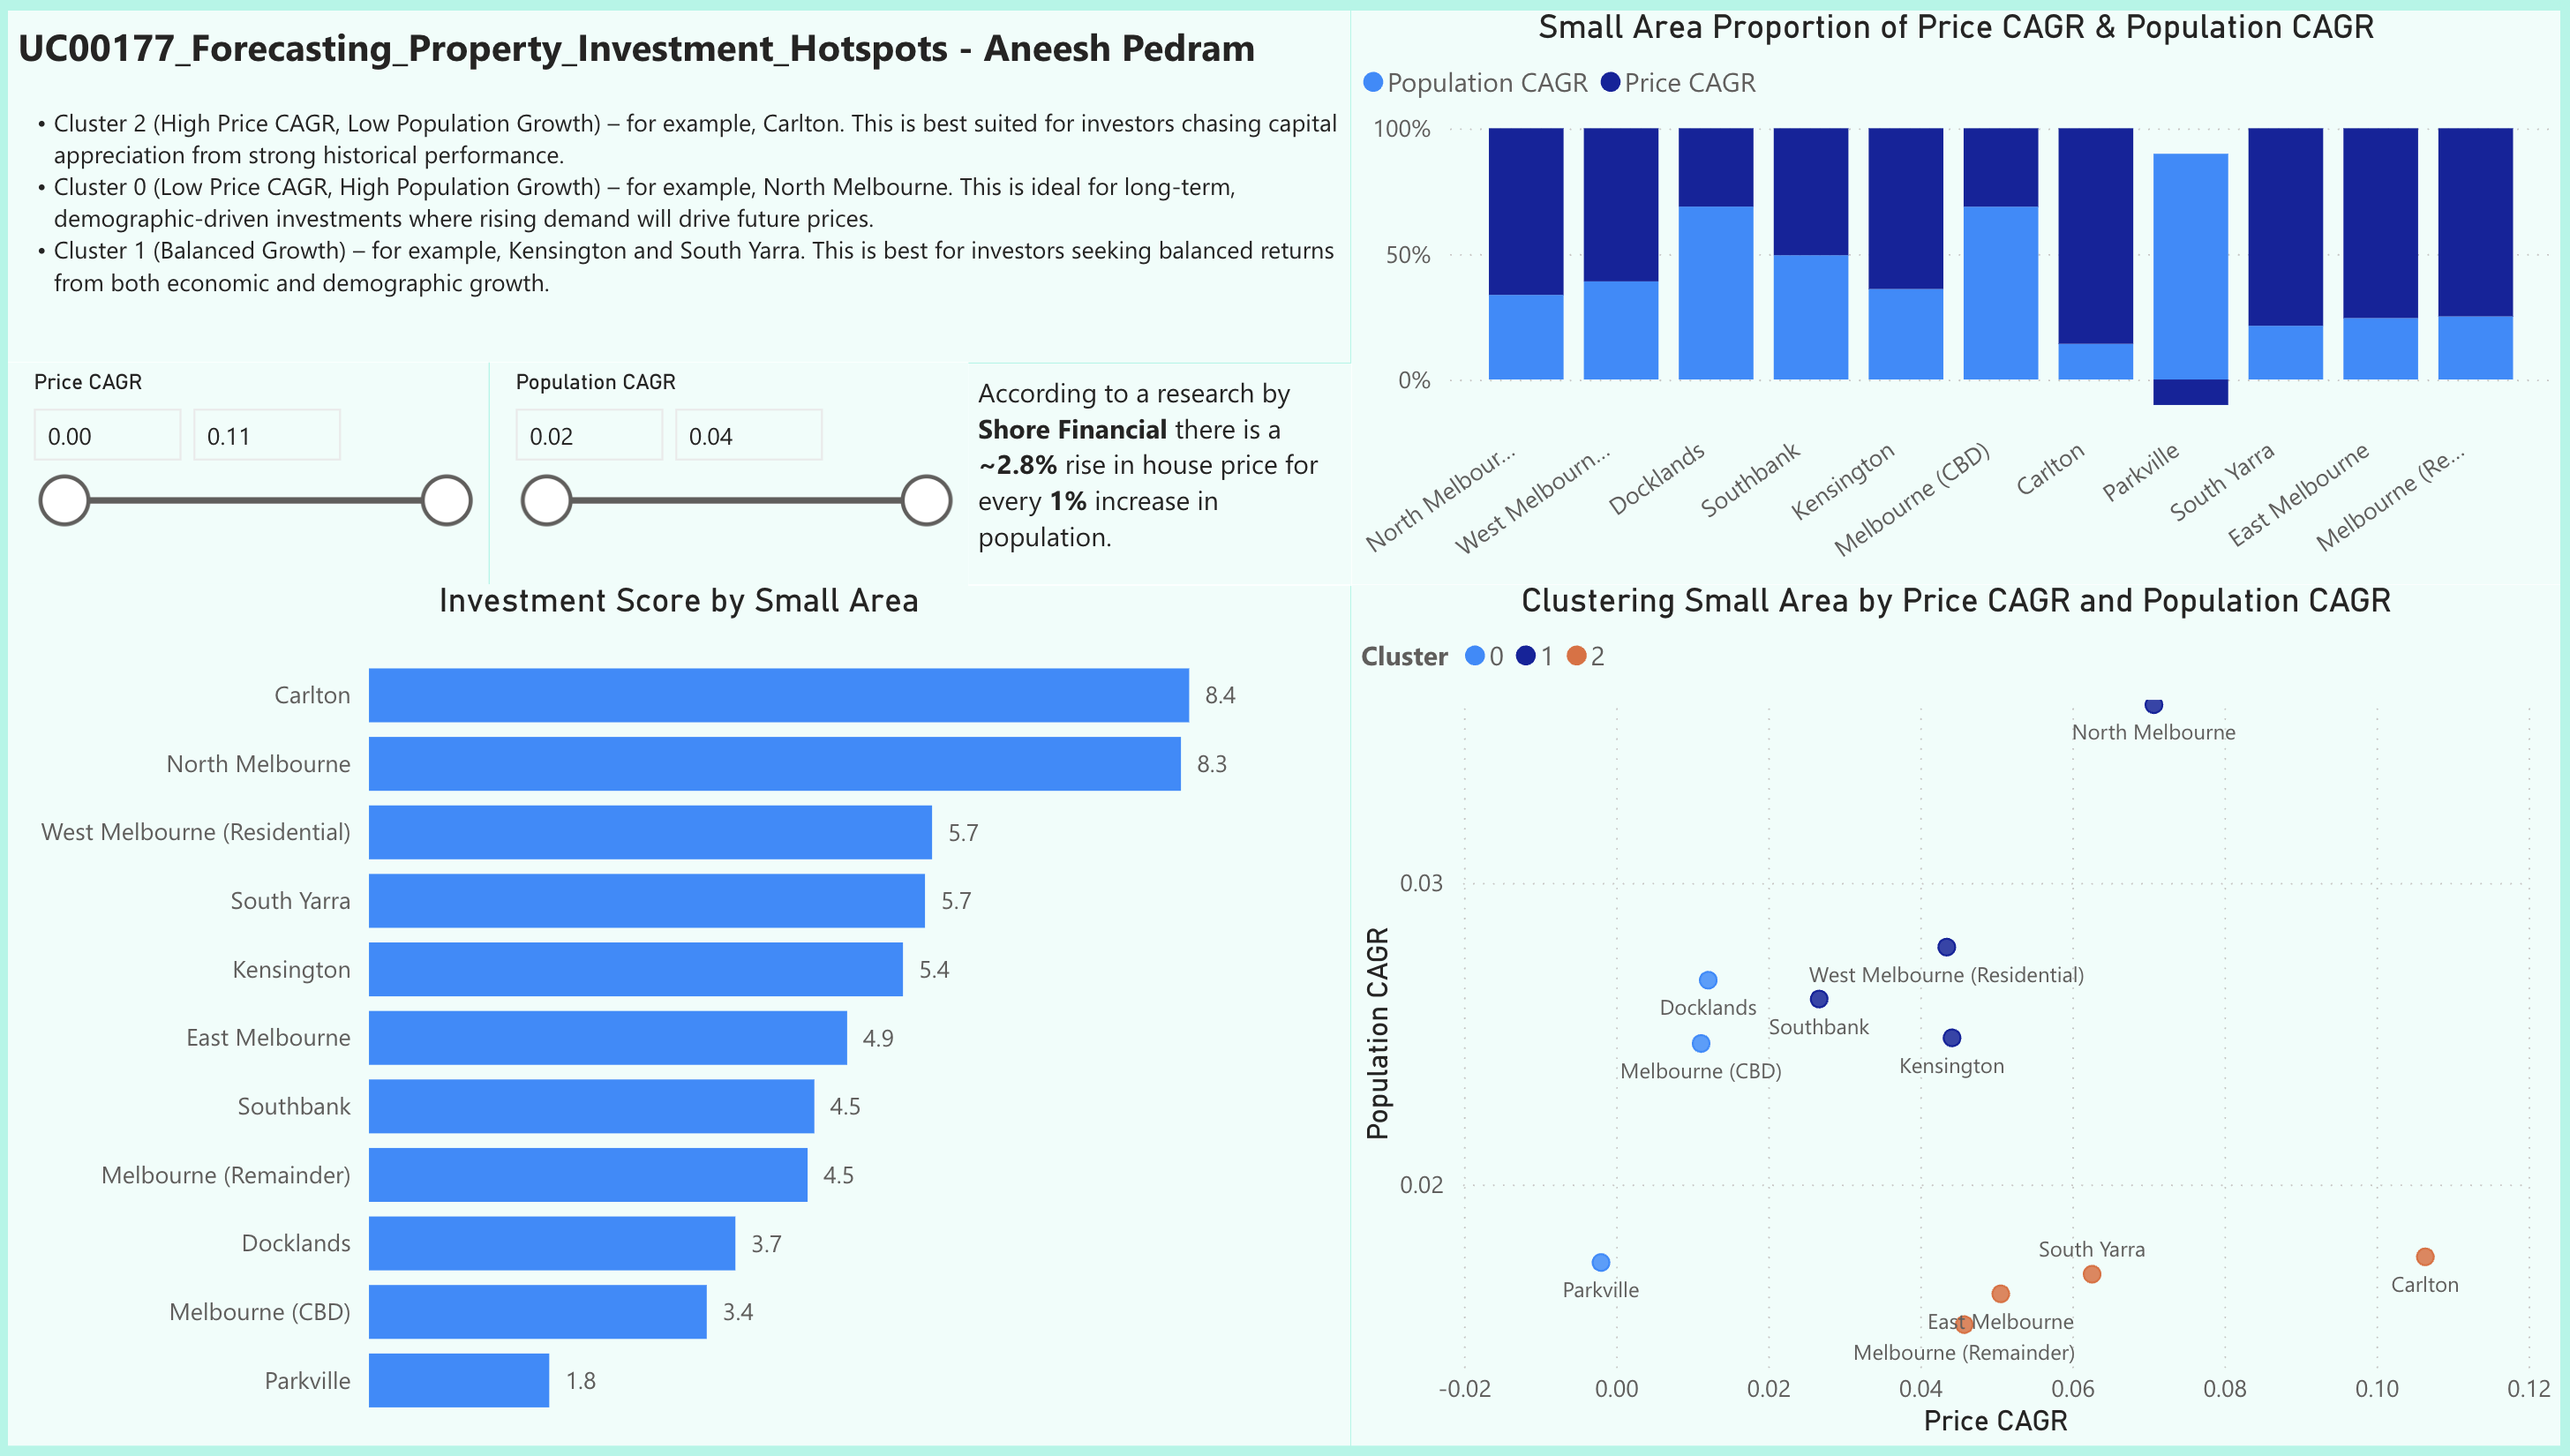 UC00177_Forecasting_Property_Investment_Hotspots - Aneesh Pedram
• Cluster 2 (High Price CAGR, Low Population Growth) – for example, Carlton. This is best suited for investors chasing capital
appreciation from strong historical performance.
• Cluster 0 (Low Price CAGR, High Population Growth) – for example, North Melbourne. This is ideal for long-term,
demographic-driven investments where rising demand will drive future prices.
• Cluster 1 (Balanced Growth) – for example, Kensington and South Yarra. This is best for investors seeking balanced returns
from both economic and demographic growth.
Price CAGR
0.00 0.11
Population CAGR
0.02 0.04
According to a research by
Shore Financial there is a
~2.8% rise in house price for
every 1% increase in
population.
Small Area Proportion of Price CAGR & Population CAGR
Population CAGR Price CAGR
100%
50%
0%
North Melbour...
West Melbourn...
Docklands
Southbank
Kensington
Melbourne (CBD)
Carlton
Parkville
South Yarra
East Melbourne
Melbourne (Re...
Investment Score by Small Area
Carlton 8.4
North Melbourne 8.3
West Melbourne (Residential) 5.7
South Yarra 5.7
Kensington 5.4
East Melbourne 4.9
Southbank 4.5
Melbourne (Remainder) 4.5
Docklands 3.7
Melbourne (CBD) 3.4
Parkville 1.8
Clustering Small Area by Price CAGR and Population CAGR
Cluster 0 1 2
North Melbourne
0.03
West Melbourne (Residential)
Docklands
Southbank
Kensington
Melbourne (CBD)
Population CAGR
0.02
South Yarra
Carlton
Parkville
East Melbourne
Melbourne (Remainder)
-0.02 0.00 0.02 0.04 0.06 0.08 0.10 0.12
Price CAGR